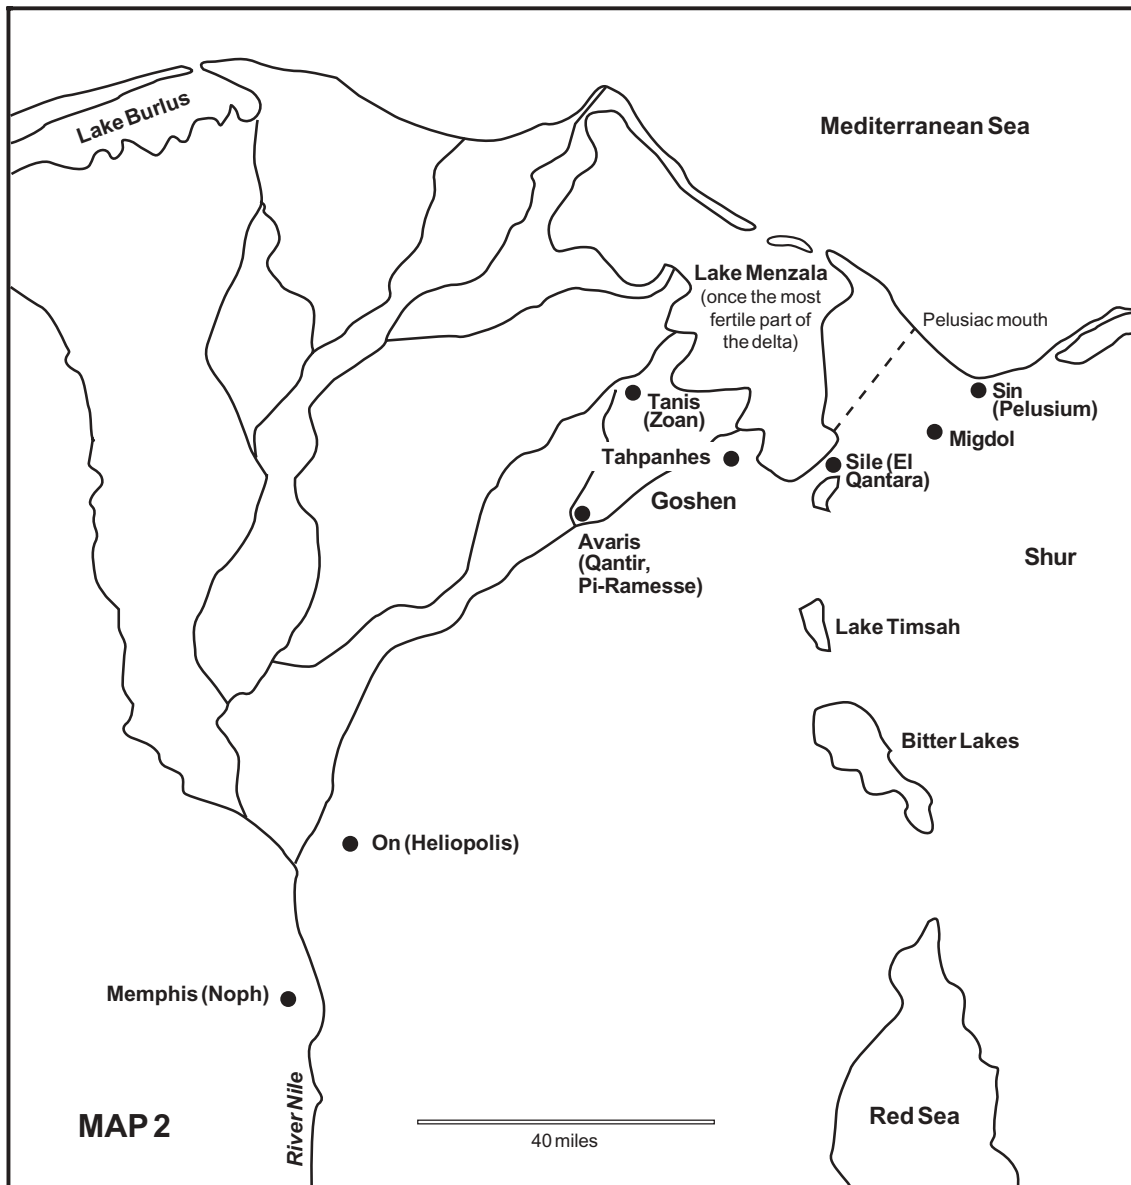 Lake Burlus
Mediterranean Sea
Lake Menzala
(once the most
fertile part of
the delta)
Pelusiac mouth
Tanis
(Zoan)
Sin
(Pelusium)
Migdol
Tahpanhes
Sile (El
Qantara)
Goshen
Avaris
(Qantir,
Pi-Ramesse)
Shur
Lake Timsah
Bitter Lakes
On (Heliopolis)
Memphis (Noph)
River Nile
MAP 2
40 miles
Red Sea